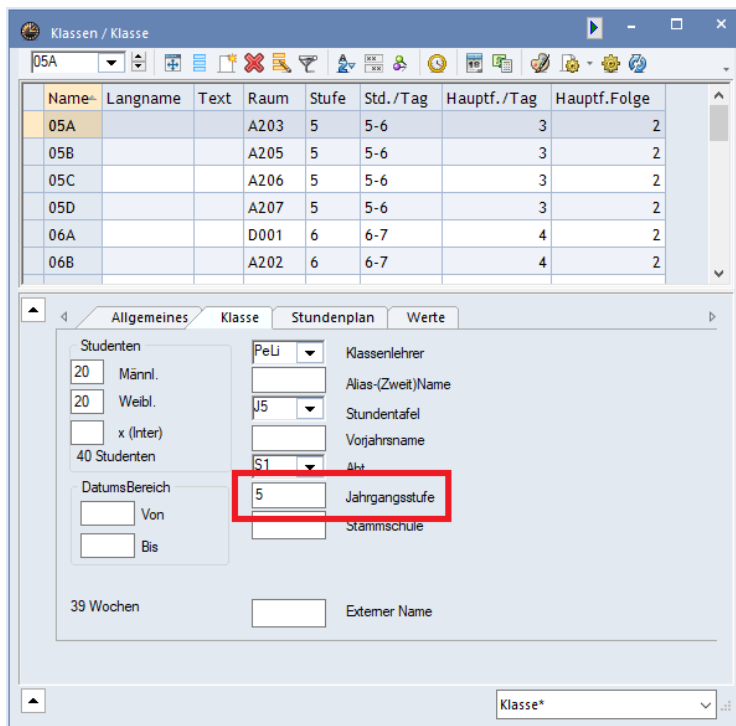 Klassen / Klasse
05A
Name Langname Text Raum Stufe Std./Tag Hauptf./Tag Hauptf.Folge
05A A203 5 5-6 3 2
05B A205 5 5-6 3 2
05C A206 5 5-6 3 2
05D A207 5 5-6 3 2
06A D001 6 6-7 4 2
06B A202 6 6-7 4 2
Allgemeines Klasse Stundenplan Werte
Studenten
20 Männl.
20 Weibl.
x (Inter)
40 Studenten
DatumsBereich
Von
Bis
39 Wochen
PeLi Klassenlehrer
Alias-(Zweit)Name
J5 Stundentafel
Vorjahrsname
S1 Abt
5 Jahrgangsstufe
Stammschule
Externer Name
Klasse*